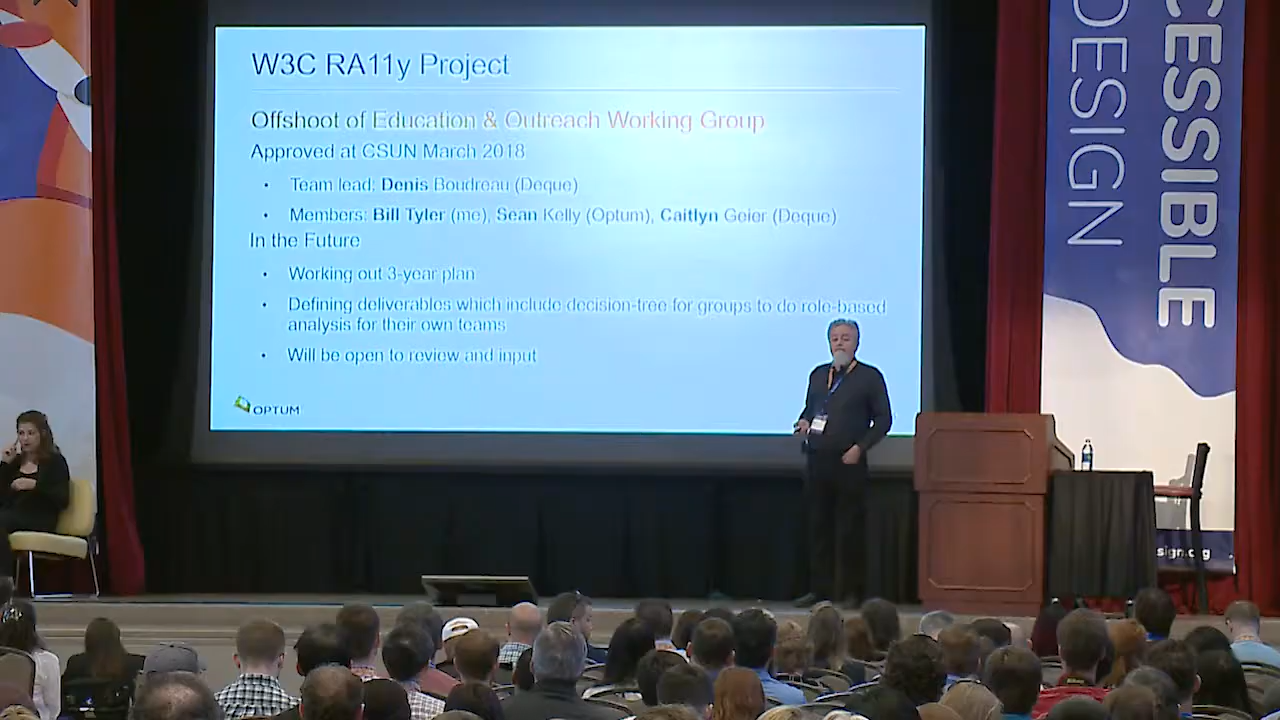 W3C RA11y Project
Offshoot of Education & Outreach Working Group
Approved at CSUN March 2018
• Team lead: Denis Boudreau (Deque)
• Members: Bill Tyler (me), Sean Kelly (Optum), Caitlyn Geier (Deque)
In the Future
• Working out 3-year plan
• Defining deliverables which include decision-tree for groups to do role-based
analysis for their own teams
• Will be open to review and input
OPTUM
CESSIBLE
DESIGN
sign.org